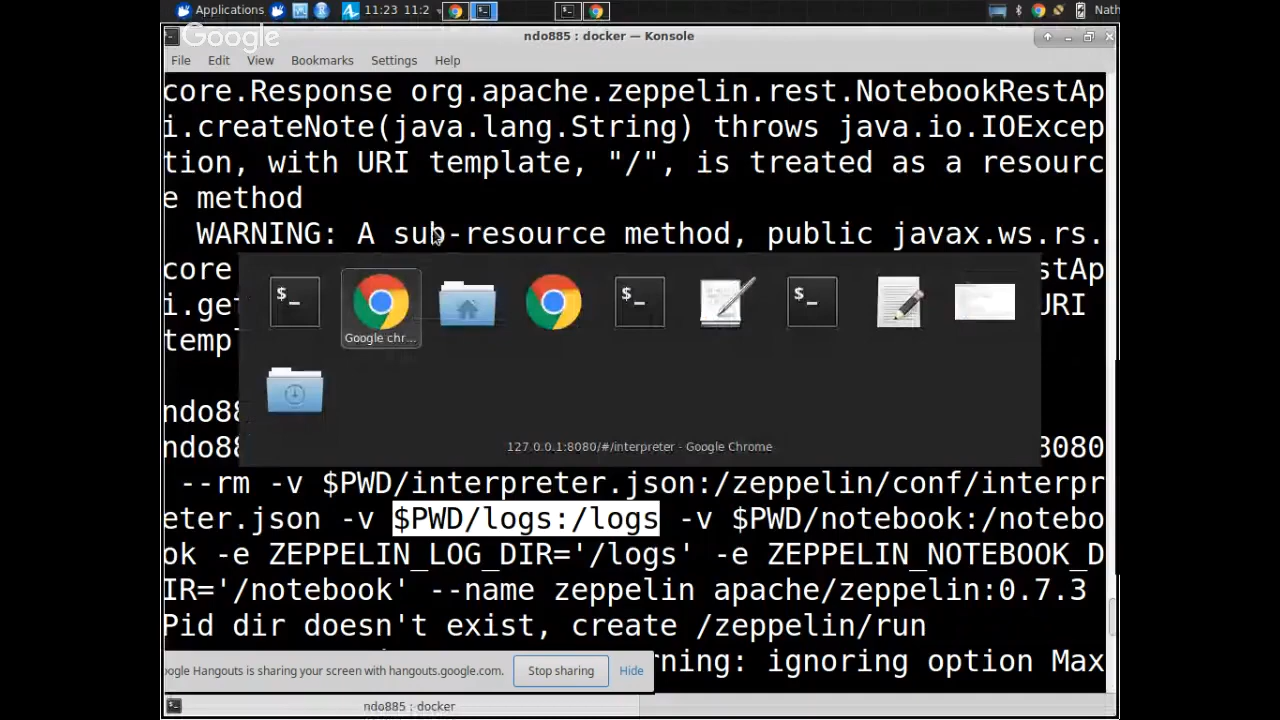 Applications 11:23 11:2 Nath
Google
ndo885 : docker — Konsole
File Edit View Bookmarks Settings Help
core.Response org.apache.zeppelin.rest.NotebookRestAp
i.createNote(java.lang.String) throws java.io.IOExcep
tion, with URI template, "/", is treated as a resourc
e method
WARNING: A sub-resource method, public javax.ws.rs.
core stAp
i.ge URI
temp
$_ $_ $_
Google chr...
127.0.0.1:8080/#/interpreter - Google Chrome
ndo88
ndo88 8080
--rm -v $PWD/interpreter.json:/zeppelin/conf/interpr
eter.json -v $PWD/logs:/logs -v $PWD/notebook:/notebo
ok -e ZEPPELIN_LOG_DIR='/logs' -e ZEPPELIN_NOTEBOOK_D
IR='/notebook' --name zeppelin apache/zeppelin:0.7.3
Pid dir doesn't exist, create /zeppelin/run
rning: ignoring option Max
ogle Hangouts is sharing your screen with hangouts.google.com. Stop sharing Hide
ndo885 : docker